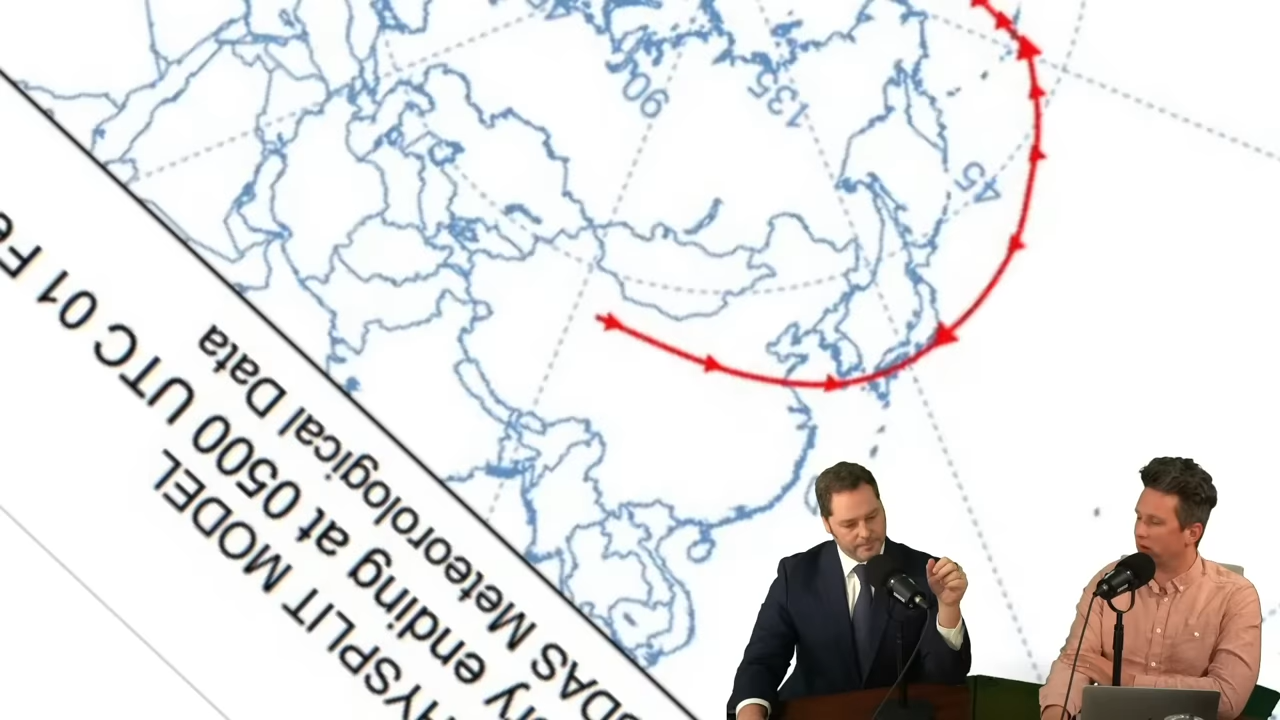 HYSPLIT MODEL
ending at 0500 UTC 01
Meteorological Data
90
135
45